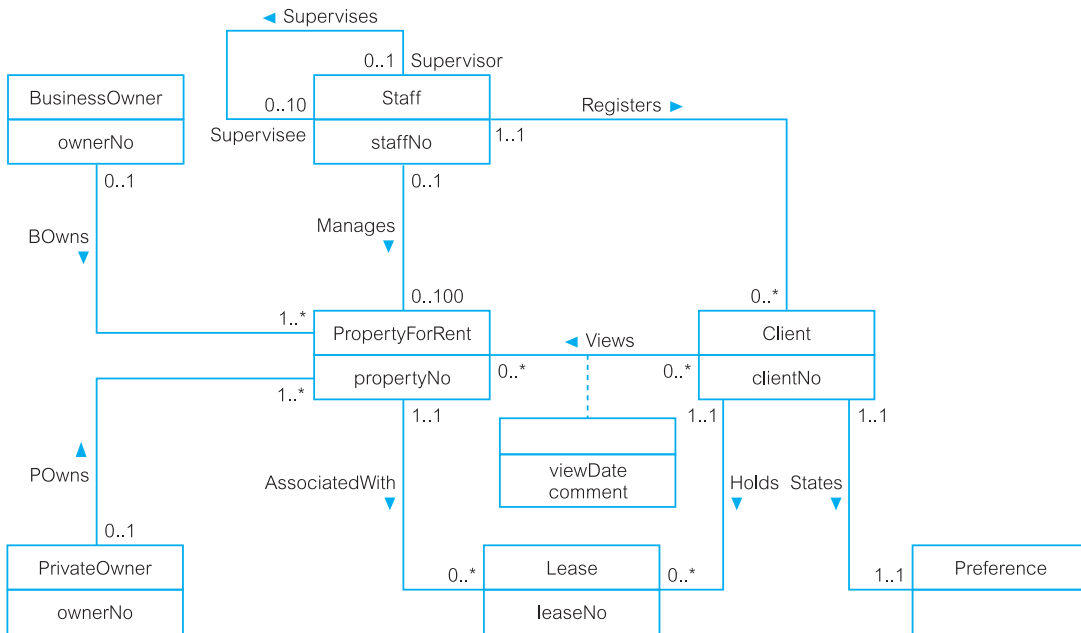 Supervises
0..1
Supervisor
BusinessOwner
ownerNo
Staff
staffNo
0..10
Supervisee
Registers
1..1
0..1
0..1
Manages
BOwns
0..100
0..*
1..*
PropertyForRent
propertyNo
Views
Client
clientNo
0..*
0..*
1..*
1..1
1..1
1..1
viewDate
comment
POwns
AssociatedWith
Holds
States
0..1
PrivateOwner
ownerNo
0..*
Lease
leaseNo
0..*
1..1
Preference